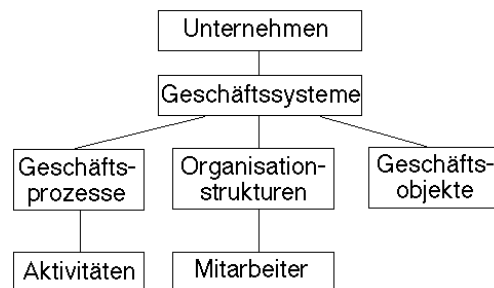 Unternehmen
Geschäftssysteme
Geschäfts-
prozesse
Organisation-
strukturen
Geschäfts-
objekte
Aktivitäten
Mitarbeiter